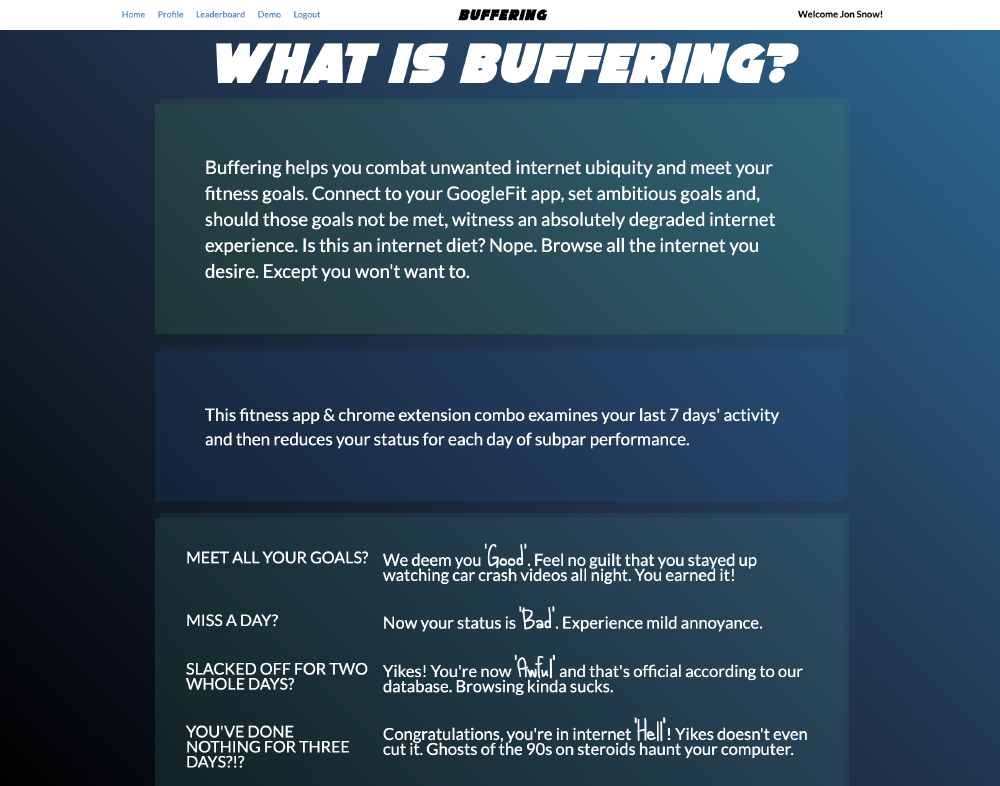 Home Profile Leaderboard Demo Logout BUFFERING Welcome Jon Snow!
WHAT IS BUFFERING?
Buffering helps you combat unwanted internet ubiquity and meet your
fitness goals. Connect to your GoogleFit app, set ambitious goals and,
should those goals not be met, witness an absolutely degraded internet
experience. Is this an internet diet? Nope. Browse all the internet you
desire. Except you won't want to.
This fitness app & chrome extension combo examines your last 7 days' activity
and then reduces your status for each day of subpar performance.
MEET ALL YOUR GOALS?
We deem you 'Good'. Feel no guilt that you stayed up
watching car crash videos all night. You earned it!
MISS A DAY?
Now your status is 'Bad'. Experience mild annoyance.
SLACKED OFF FOR TWO
WHOLE DAYS?
Yikes! You're now 'Awful' and that's official according to our
database. Browsing kinda sucks.
YOU'VE DONE
NOTHING FOR THREE
DAYS?!?
Congratulations, you're in internet 'Hell'! Yikes doesn't even
cut it. Ghosts of the 90s on steroids haunt your computer.